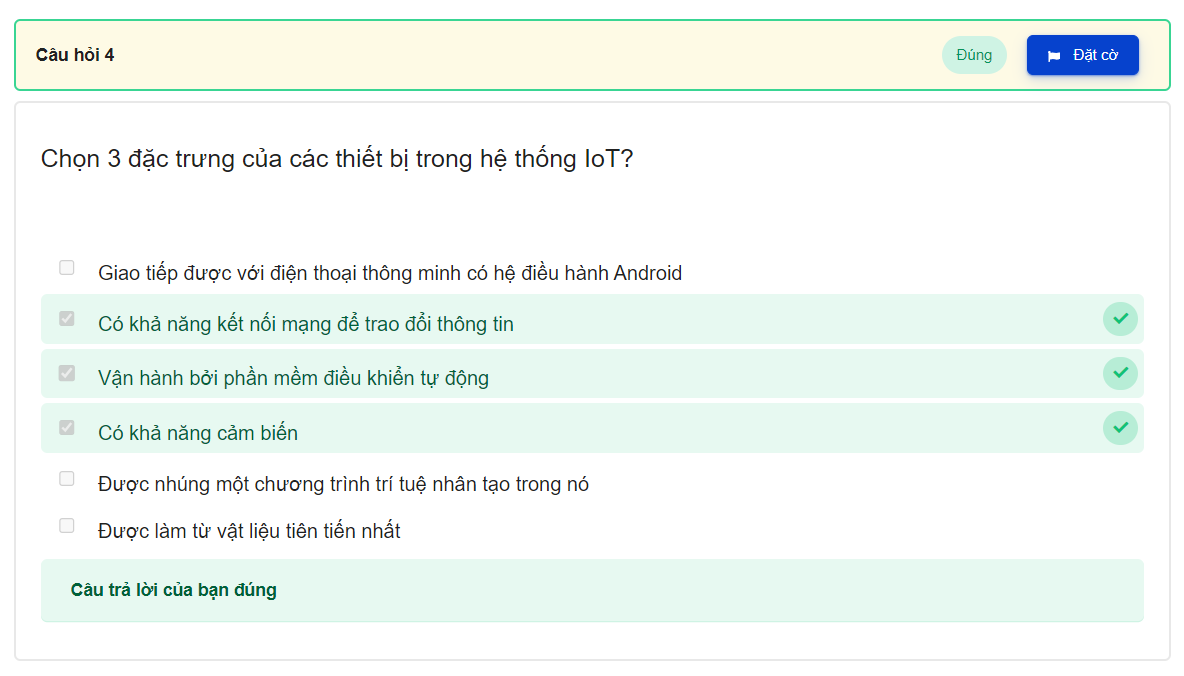 Câu hỏi 4
Đúng
Đặt cờ
Chọn 3 đặc trưng của các thiết bị trong hệ thống IoT?
Giao tiếp được với điện thoại thông minh có hệ điều hành Android
Có khả năng kết nối mạng để trao đổi thông tin
Vận hành bởi phần mềm điều khiển tự động
Có khả năng cảm biến
Được nhúng một chương trình trí tuệ nhân tạo trong nó
Được làm từ vật liệu tiên tiến nhất
Câu trả lời của bạn đúng